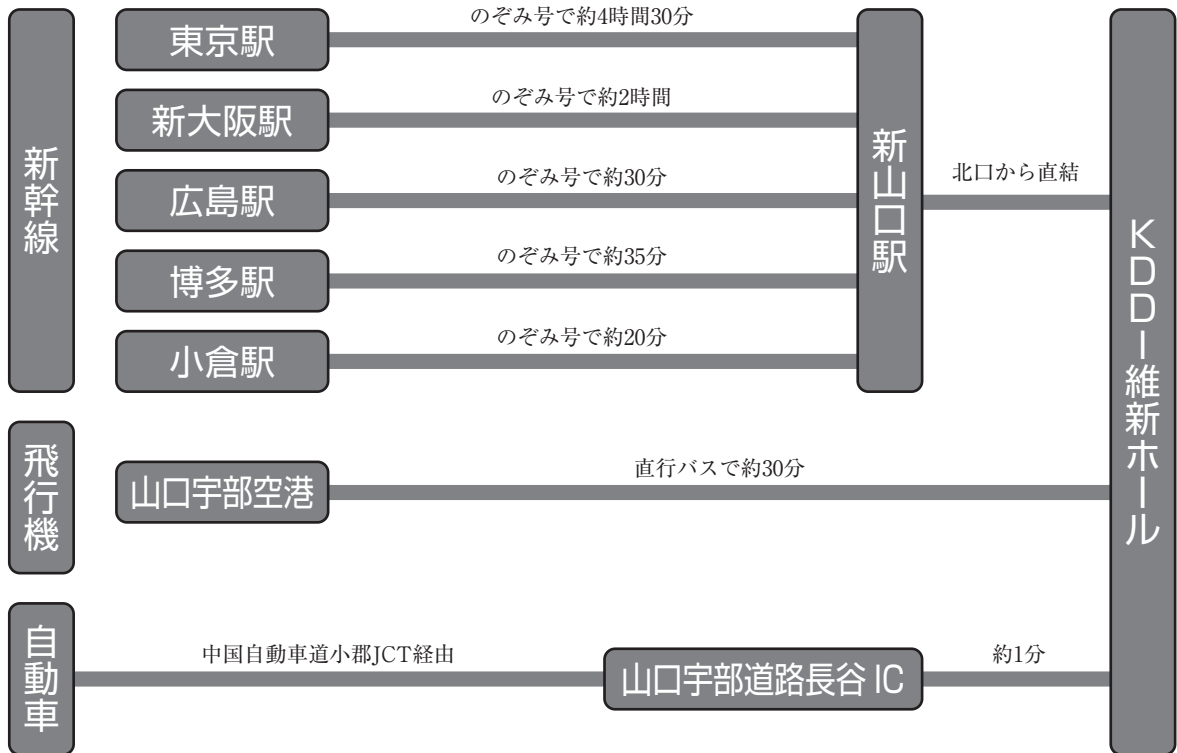 新幹線
東京駅
のぞみ号で約4時間30分
新大阪駅
のぞみ号で約2時間
広島駅
のぞみ号で約30分
博多駅
のぞみ号で約35分
小倉駅
のぞみ号で約20分
新山口駅
北口から直結
KDDI維新ホール
飛行機
山口宇部空港
直行バスで約30分
自動車
中国自動車道小郡JCT経由
山口宇部道路長谷IC
約1分